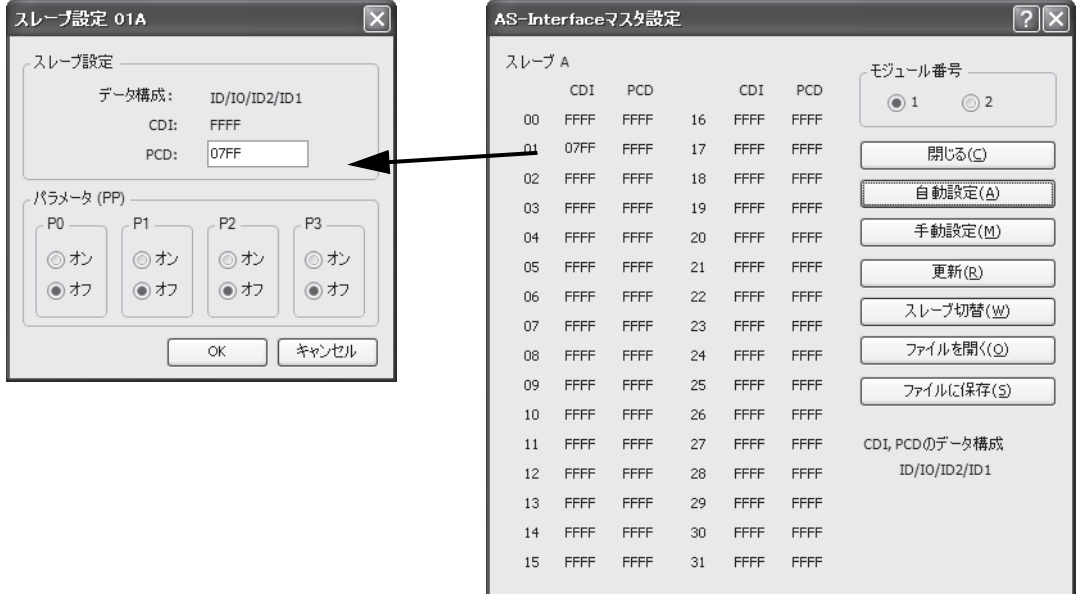 スレーブ設定 01A
スレーブ設定
データ構成: ID/IO/ID2/ID1
CDI: FFFF
PCD: 07FF
パラメータ (PP)
P0 P1 P2 P3
オン オン オン オン
オフ オフ オフ オフ
OK キャンセル
AS-Interfaceマスタ設定
スレーブ A
CDI PCD CDI PCD
00 FFFF FFFF 16 FFFF FFFF
01 07FF FFFF 17 FFFF FFFF
02 FFFF FFFF 18 FFFF FFFF
03 FFFF FFFF 19 FFFF FFFF
04 FFFF FFFF 20 FFFF FFFF
05 FFFF FFFF 21 FFFF FFFF
06 FFFF FFFF 22 FFFF FFFF
07 FFFF FFFF 23 FFFF FFFF
08 FFFF FFFF 24 FFFF FFFF
09 FFFF FFFF 25 FFFF FFFF
10 FFFF FFFF 26 FFFF FFFF
11 FFFF FFFF 27 FFFF FFFF
12 FFFF FFFF 28 FFFF FFFF
13 FFFF FFFF 29 FFFF FFFF
14 FFFF FFFF 30 FFFF FFFF
15 FFFF FFFF 31 FFFF FFFF
モジュール番号
1 2
閉じる(C)
自動設定(A)
手動設定(M)
更新(R)
スレーブ切替(W)
ファイルを開く(O)
ファイルに保存(S)
CDI, PCDのデータ構成
ID/IO/ID2/ID1